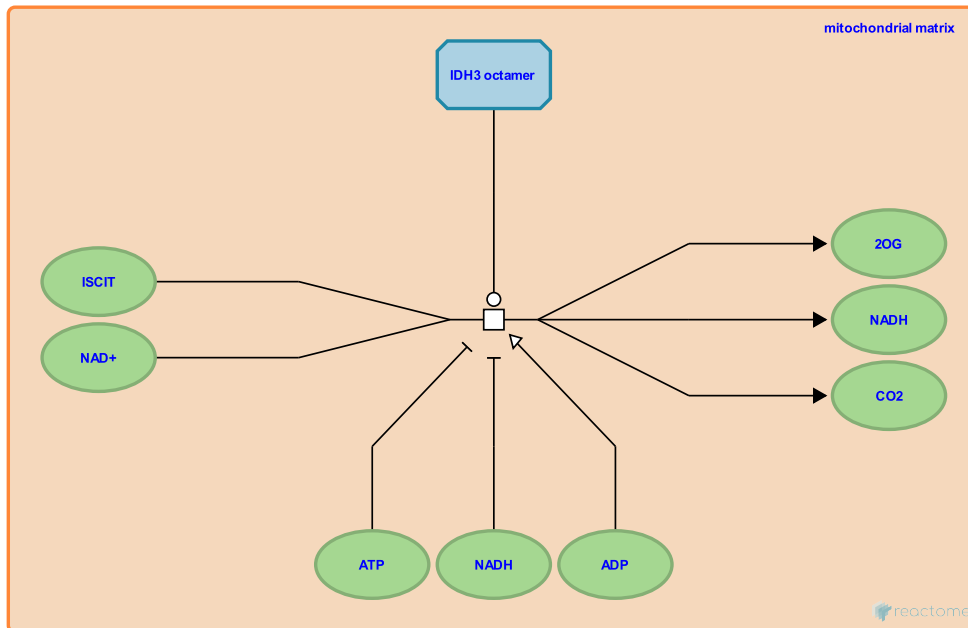 mitochondrial matrix
IDH3 octamer
2OG
ISCIT
NADH
NAD+
CO2
ATP
NADH
ADP
reactome